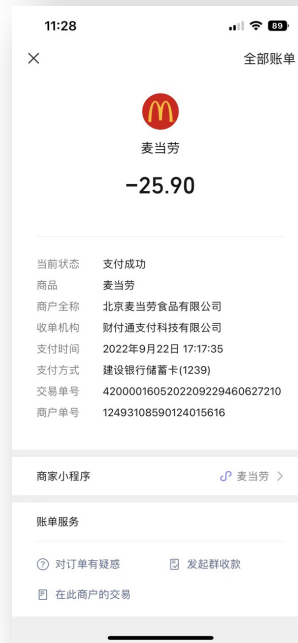 11:28
89
全部账单
麦当劳
-25.90
当前状态 支付成功
商品 麦当劳
商户全称 北京麦当劳食品有限公司
收单机构 财付通支付科技有限公司
支付时间 2022年9月22日 17:17:35
支付方式 建设银行储蓄卡(1239)
交易单号 4200001605202209229460627210
商户单号 12493108590124015616
商家小程序 麦当劳
账单服务
对订单有疑惑 发起群收款
在此商户的交易